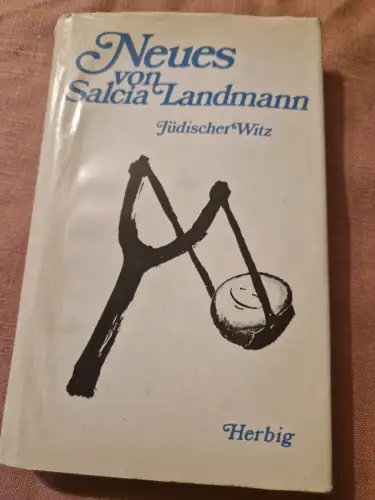 Neues
von
Salcia Landmann
Jüdischer Witz
Herbig